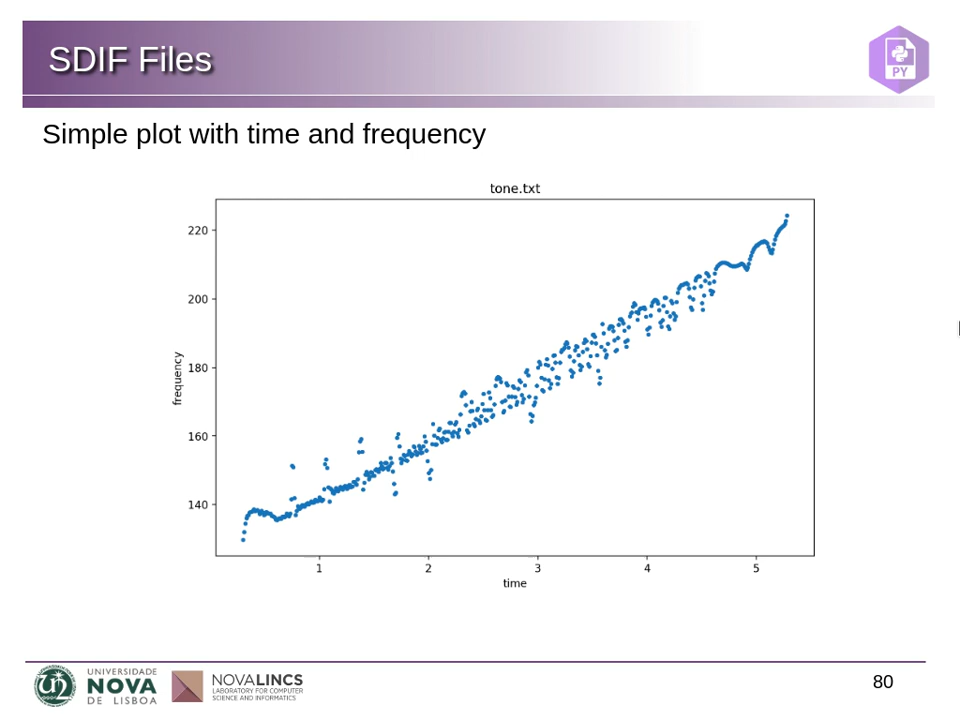 SDIF Files
PY
Simple plot with time and frequency
tone.txt
220
200
180
160
140
frequency
1 2 3 4 5
time
UNIVERSIDADE
NOVA
DE LISBOA
NOVALINCS
LABORATORY FOR COMPUTER
SCIENCE AND INFORMATICS
80